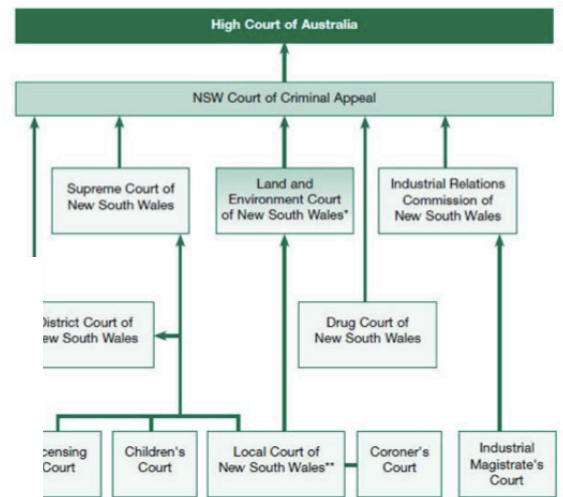 High Court of Australia
NSW Court of Criminal Appeal
Supreme Court of
New South Wales
Land and
Environment Court
of New South Wales*
Industrial Relations
Commission of
New South Wales
District Court of
New South Wales
Drug Court of
New South Wales
censing
Court
Children's
Court
Local Court of
New South Wales**
Coroner's
Court
Industrial
Magistrate's
Court